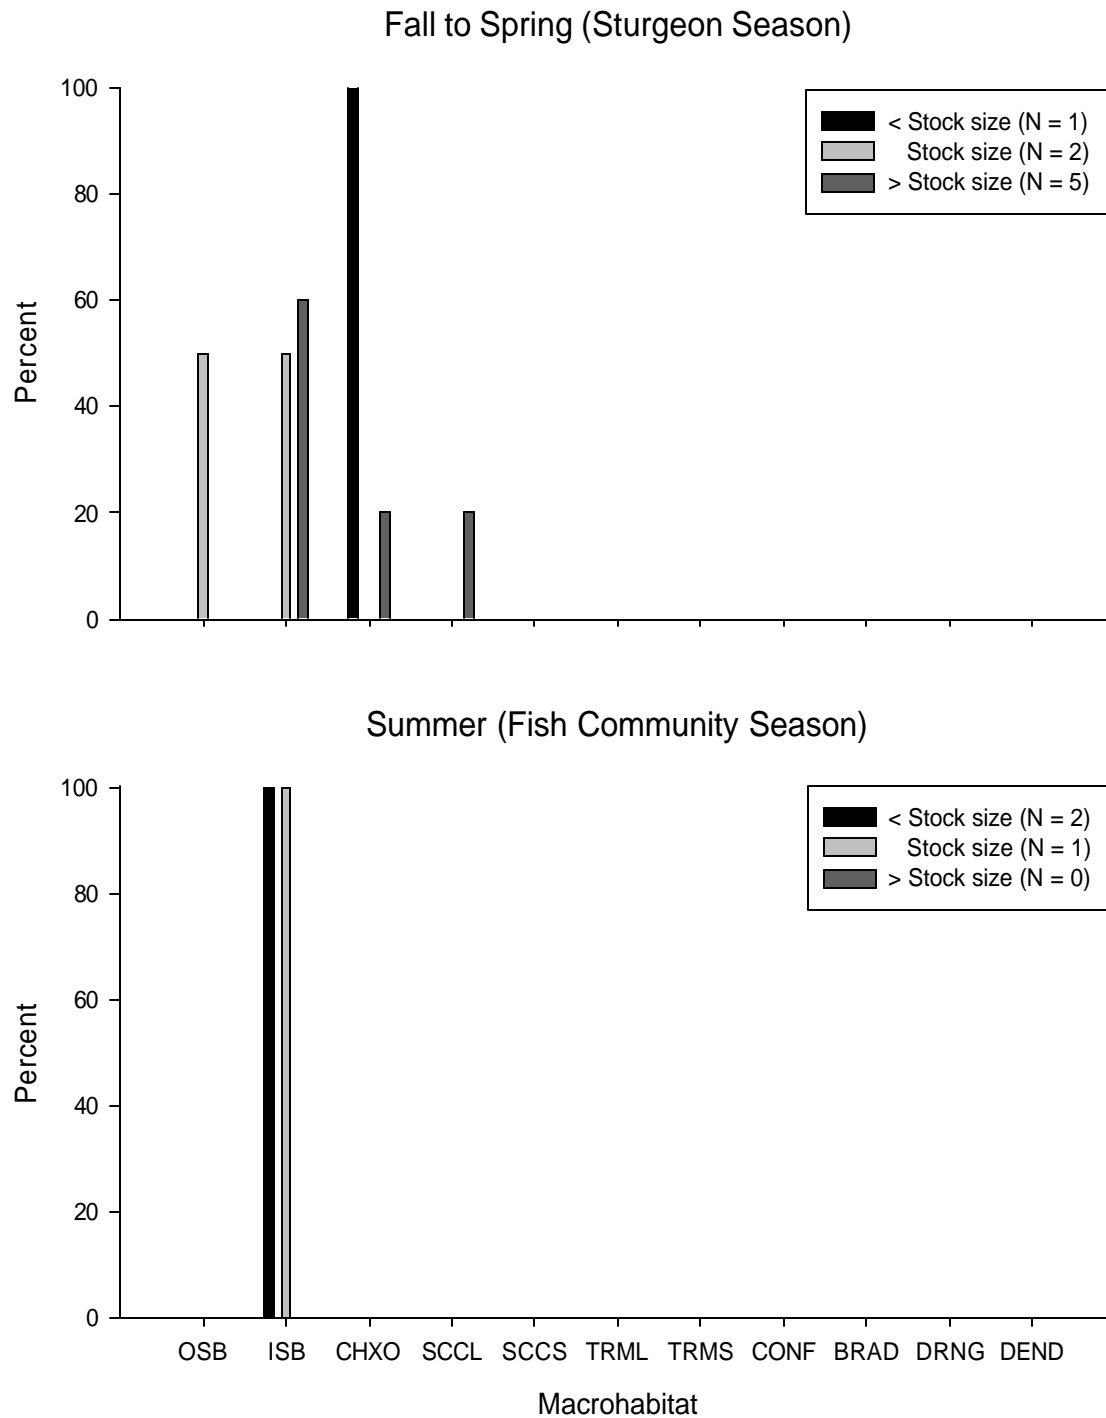 Fall to Spring (Sturgeon Season)
100
80
60
40
20
0
Percent
< Stock size (N = 1)
Stock size (N = 2)
> Stock size (N = 5)
Summer (Fish Community Season)
100
80
60
40
20
0
Percent
< Stock size (N = 2)
Stock size (N = 1)
> Stock size (N = 0)
OSB ISB CHXO SCCL SCCS TRML TRMS CONF BRAD DRNG DEND
Macrohabitat